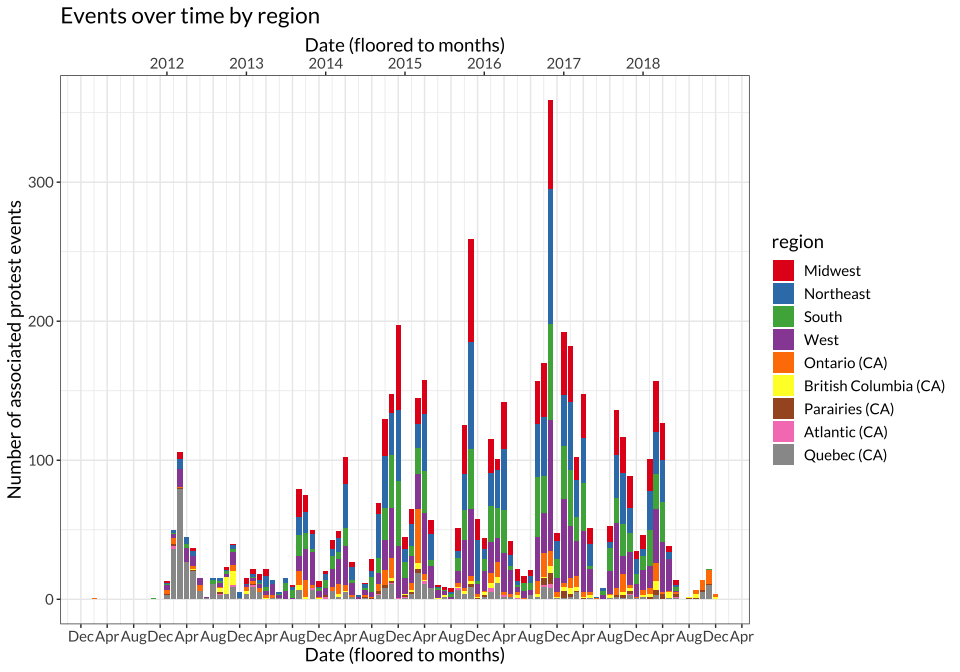 Events over time by region
Date (floored to months)
2012 2013 2014 2015 2016 2017 2018
Number of associated protest events
300
200
100
0
Dec Apr Aug Dec Apr Aug Dec Apr Aug Dec Apr Aug Dec Apr Aug Dec Apr Aug Dec Apr Aug Dec Apr Aug Dec Apr
Date (floored to months)
region
Midwest
Northeast
South
West
Ontario (CA)
British Columbia (CA)
Parairies (CA)
Atlantic (CA)
Quebec (CA)